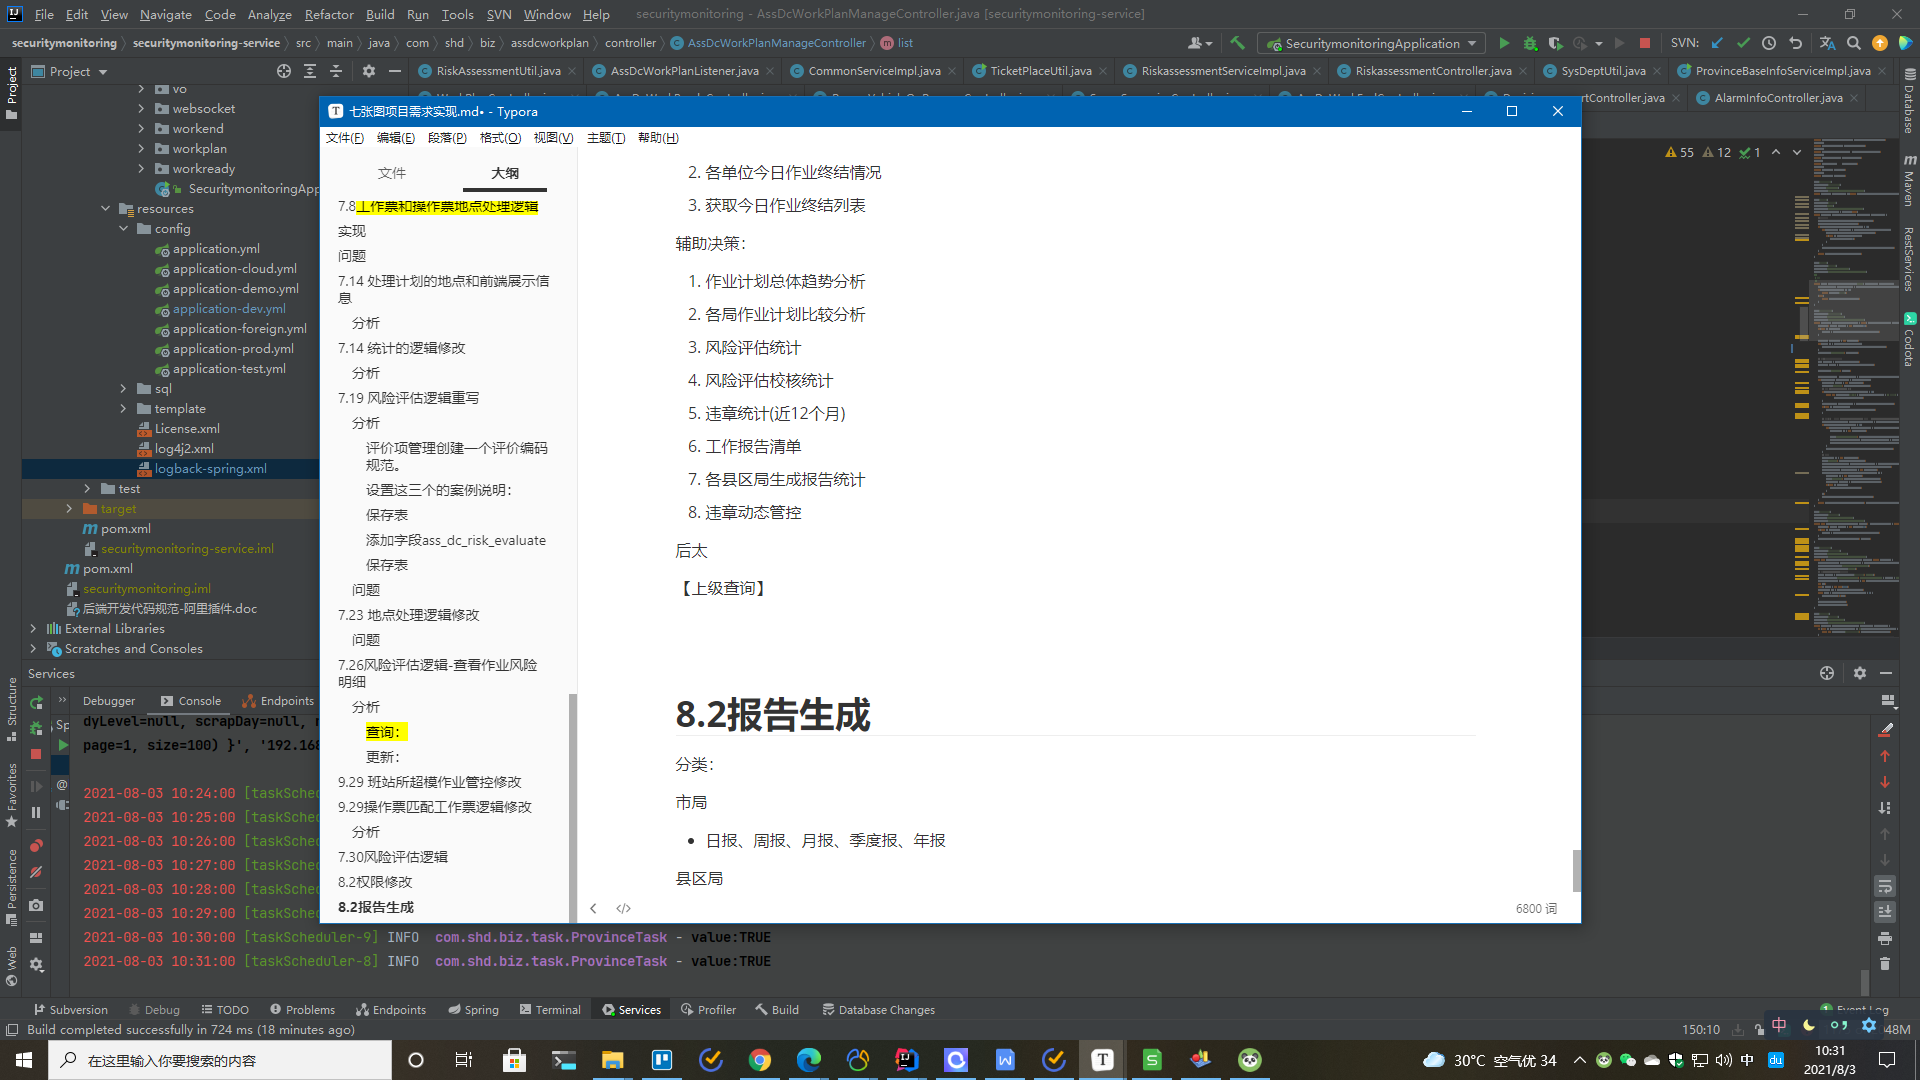 File Edit View Navigate Code Analyze Refactor Build Run Tools SVN Window Help securitymonitoring - AssDcWorkPlanManageController.java [securitymonitoring-service]
securitymonitoring securitymonitoring-service src main java com shd biz assdcworkplan controller AssDcWorkPlanManageController list SecuritymonitoringApplication SVN:
Project RiskAssessmentUtil.java AssDcWorkPlanListener.java CommonServiceImpl.java TicketPlaceUtil.java RiskassessmentServiceImpl.java RiskassessmentController.java SysDeptUtil.java ProvinceBaseInfoServiceImpl.java
AlarmInfoController.java
55 12 1
Project
Structure
Favorites
Persistence
Web
Database
Maven
RestServices
Codota
vo
websocket
workend
workplan
workready
SecuritymonitoringApp
resources
config
application.yml
application-cloud.yml
application-demo.yml
application-dev.yml
application-foreign.yml
application-prod.yml
application-test.yml
sql
template
License.xml
log4j2.xml
logback-spring.xml
test
target
pom.xml
securitymonitoring-service.iml
pom.xml
securitymonitoring.iml
后端开发代码规范-阿里插件.doc
External Libraries
Scratches and Consoles
七张图项目需求实现.md• - Typora
文件(F) 编辑(E) 段落(P) 格式(O) 视图(V) 主题(T) 帮助(H)
文件 大纲
7.8工作票和操作票地点处理逻辑
实现
问题
7.14 处理计划的地点和前端展示信
息
分析
7.14 统计的逻辑修改
分析
7.19 风险评估逻辑重写
分析
评价项管理创建一个评价编码
规范。
设置这三个的案例说明：
保存表
添加字段ass_dc_risk_evaluate
保存表
问题
7.23 地点处理逻辑修改
问题
7.26风险评估逻辑-查看作业风险
明细
分析
查询：
更新：
9.29 班站所超模作业管控修改
9.29操作票匹配工作票逻辑修改
分析
7.30风险评估逻辑
8.2权限修改
8.2报告生成
2. 各单位今日作业终结情况
3. 获取今日作业终结列表
辅助决策：
1. 作业计划总体趋势分析
2. 各局作业计划比较分析
3. 风险评估统计
4. 风险评估校核统计
5. 违章统计(近12个月)
6. 工作报告清单
7. 各县区局生成报告统计
8. 违章动态管控
后太
【上级查询】
8.2报告生成
分类：
市局
日报、周报、月报、季度报、年报
县区局
6800 词
Services
Debugger Console Endpoints
dyLevel=null, scrapDay=null,
page=1, size=100) }', '192.168
2021-08-03 10:24:00 [taskSched
2021-08-03 10:25:00 [taskSched
2021-08-03 10:26:00 [taskSched
2021-08-03 10:27:00 [taskSched
2021-08-03 10:28:00 [taskSched
2021-08-03 10:29:00 [taskSched
2021-08-03 10:30:00 [taskScheduler-9] INFO com.shd.biz.task.ProvinceTask - value:TRUE
2021-08-03 10:31:00 [taskScheduler-8] INFO com.shd.biz.task.ProvinceTask - value:TRUE
Subversion Debug TODO Problems Endpoints Spring Terminal Services Profiler Build Database Changes Event Log
Build completed successfully in 724 ms (18 minutes ago) 150:10 中 48M
在这里输入你要搜索的内容 30°C 空气优 34 中 du 10:31
2021/8/3